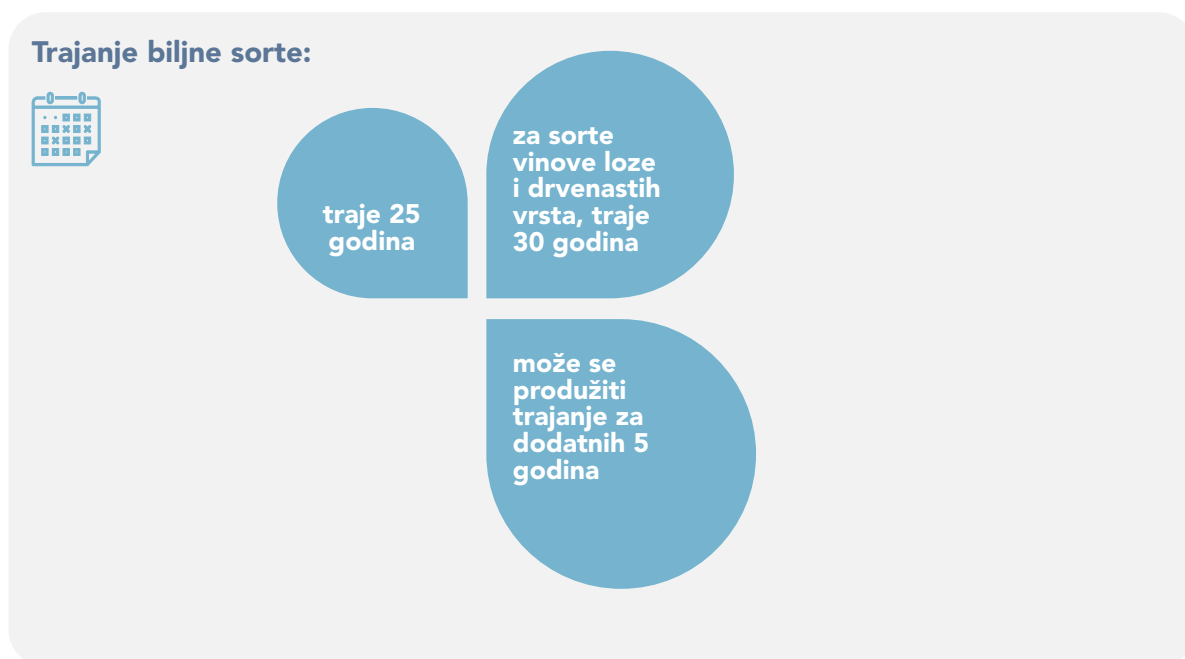 Trajanje biljne sorte:
traje 25
godina
za sorte
vinove loze
i drvenastih
vrsta, traje
30 godina
može se
produžiti
trajanje za
dodatnih 5
godina